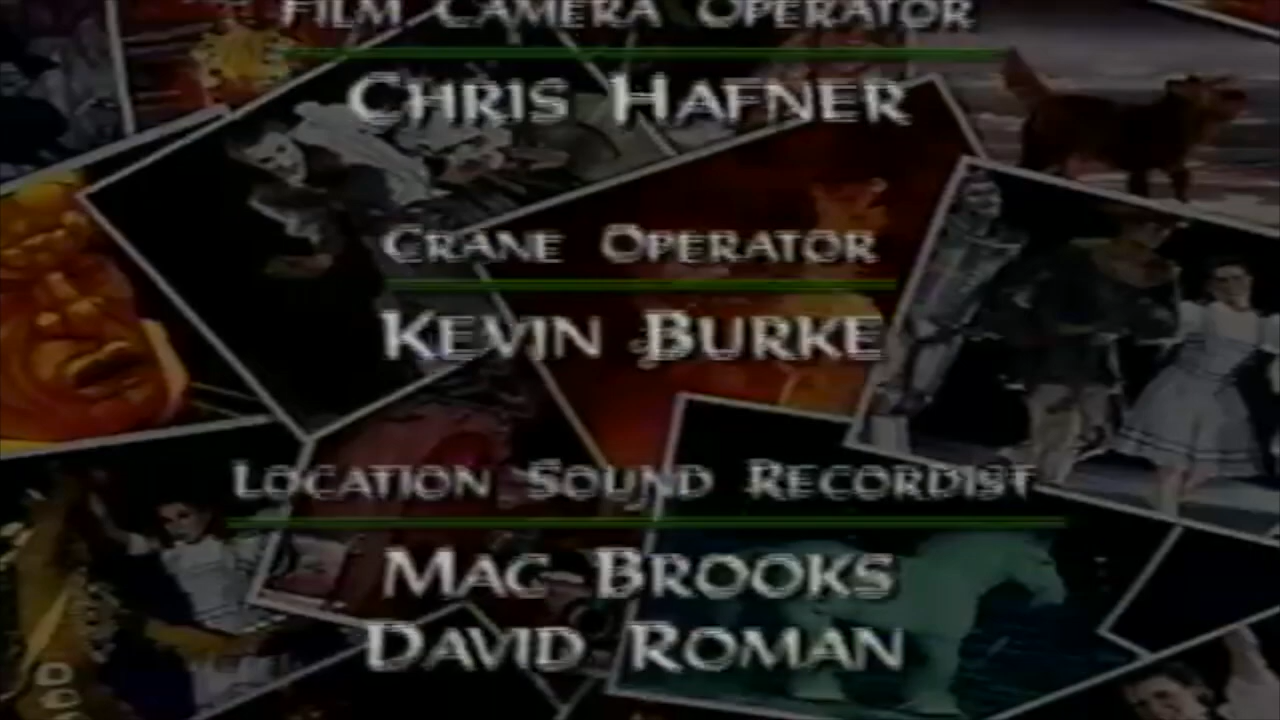 FILM CAMERA OPERATOR
CHRIS HAFNER
CRANE OPERATOR
KEVIN BURKE
LOCATION SOUND RECORDIST
MAC BROOKS
DAVID ROMAN